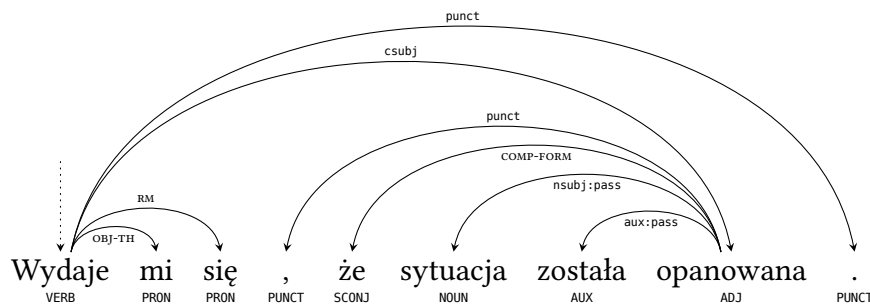 punct
csubj
punct
COMP-FORM
nsubj:pass
RM
aux:pass
OBJ-TH
Wydaje mi się , że sytuacja została opanowana .
VERB PRON PRON PUNCT SCONJ NOUN AUX ADJ PUNCT